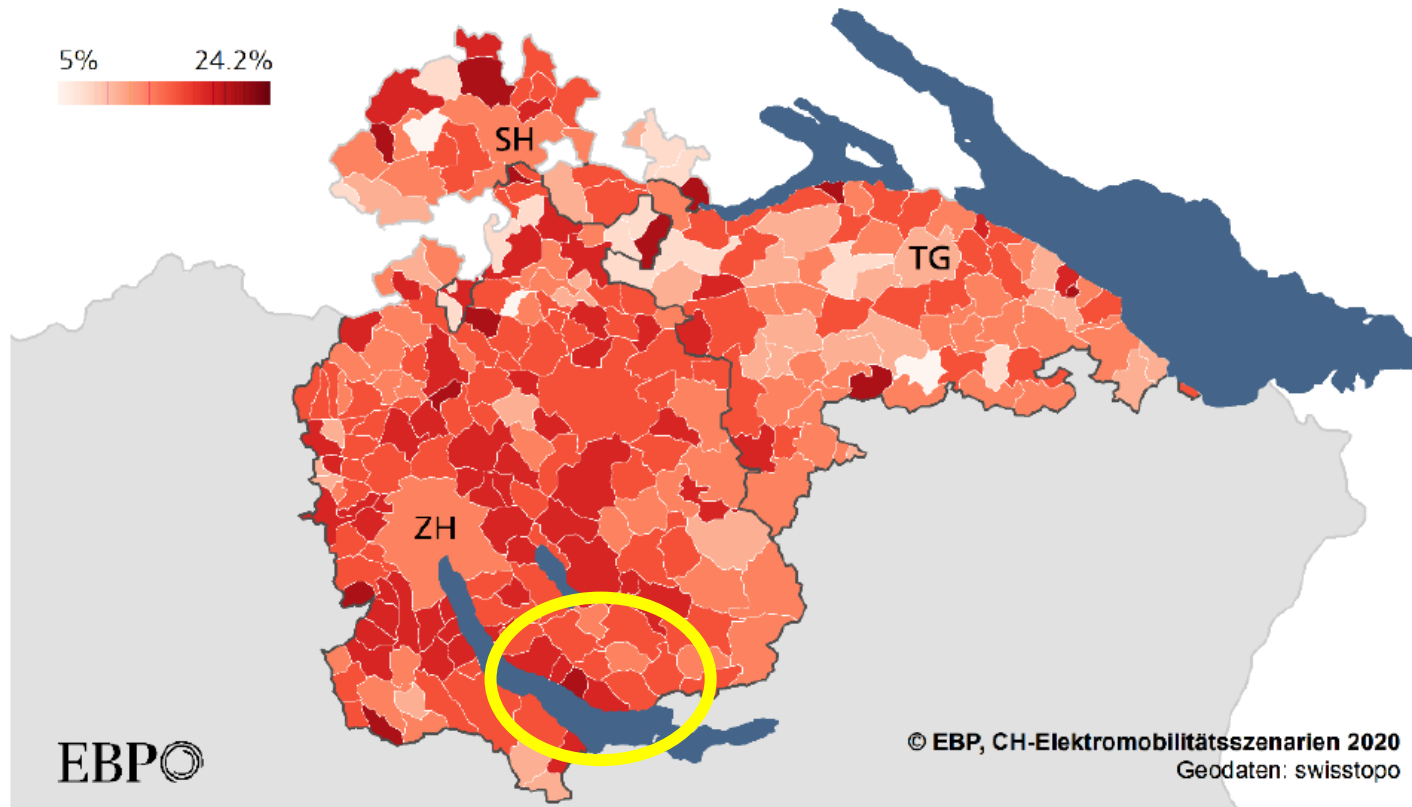 5% 24.2%
SH
TG
ZH
EBP
© EBP, CH-Elektromobilitätsszenarien 2020
Geodaten: swisstopo